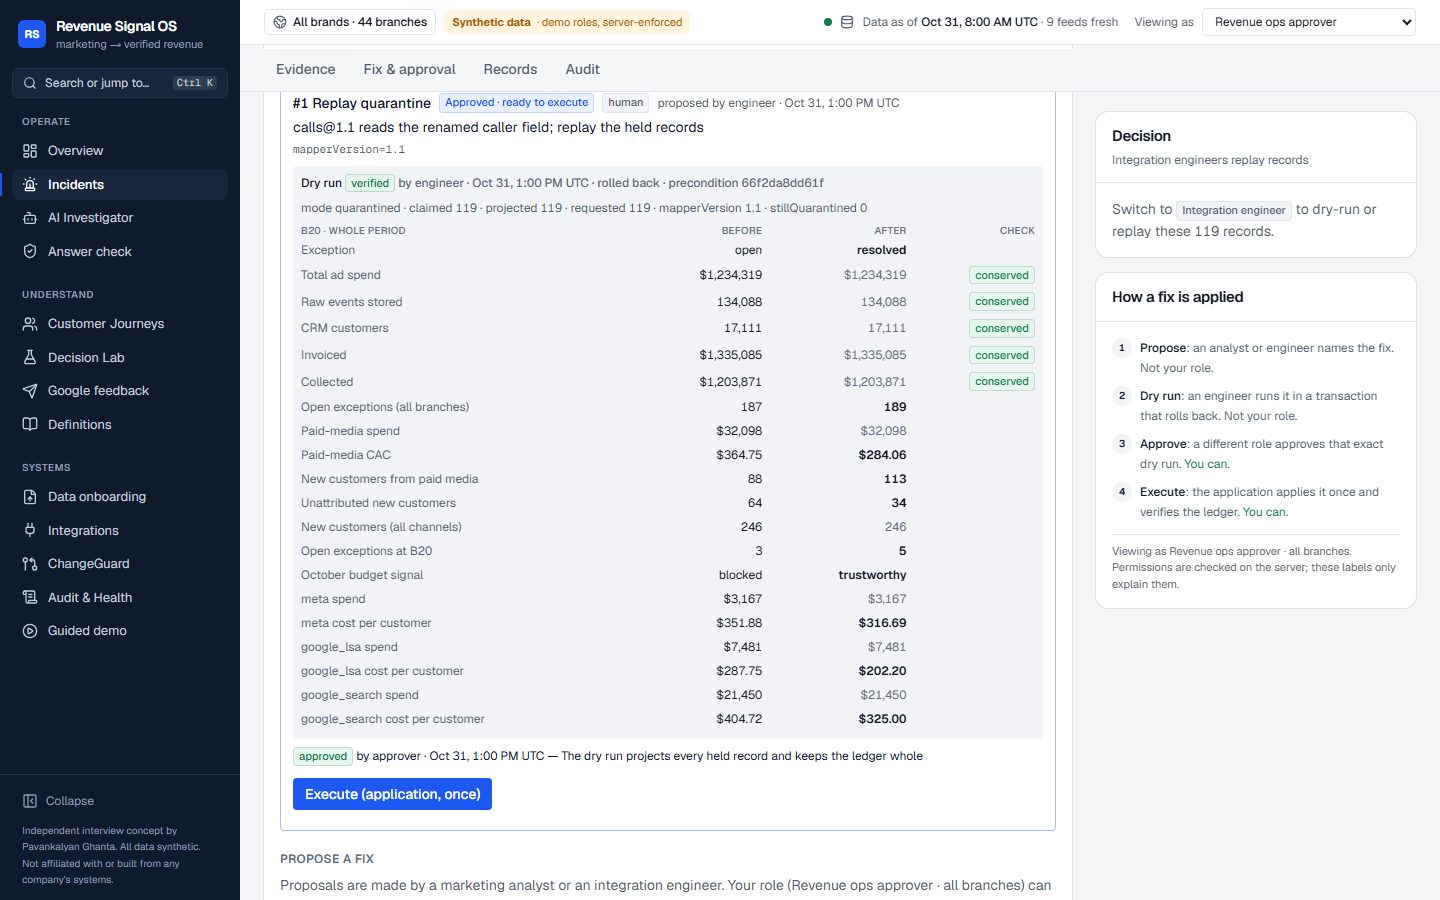 RS
Revenue Signal OS
marketing → verified revenue
Search or jump to...
Ctrl K
OPERATE
Overview
Incidents
AI Investigator
Answer check
UNDERSTAND
Customer Journeys
Decision Lab
Google feedback
Definitions
SYSTEMS
Data onboarding
Integrations
ChangeGuard
Audit & Health
Guided demo
Collapse
Independent interview concept by
Pavankalyan Ghanta. All data synthetic.
Not affiliated with or built from any
company's systems.
All brands · 44 branches
Synthetic data · demo roles, server-enforced
Data as of Oct 31, 8:00 AM UTC · 9 feeds fresh
Viewing as
Revenue ops approver
Evidence
Fix & approval
Records
Audit
#1 Replay quarantine Approved · ready to execute human proposed by engineer · Oct 31, 1:00 PM UTC
calls@1.1 reads the renamed caller field; replay the held records
mapperVersion=1.1
Dry run verified by engineer · Oct 31, 1:00 PM UTC · rolled back · precondition 66f2da8dd61f
mode quarantined · claimed 119 · projected 119 · requested 119 · mapperVersion 1.1 · stillQuarantined 0
B20 · WHOLE PERIOD BEFORE AFTER CHECK
Exception open resolved
Total ad spend $1,234,319 $1,234,319 conserved
Raw events stored 134,088 134,088 conserved
CRM customers 17,111 17,111 conserved
Invoiced $1,335,085 $1,335,085 conserved
Collected $1,203,871 $1,203,871 conserved
Open exceptions (all branches) 187 189
Paid-media spend $32,098 $32,098
Paid-media CAC $364.75 $284.06
New customers from paid media 88 113
Unattributed new customers 64 34
New customers (all channels) 246 246
Open exceptions at B20 3 5
October budget signal blocked trustworthy
meta spend $3,167 $3,167
meta cost per customer $351.88 $316.69
google_lsa spend $7,481 $7,481
google_lsa cost per customer $287.75 $202.20
google_search spend $21,450 $21,450
google_search cost per customer $404.72 $325.00
approved by approver · Oct 31, 1:00 PM UTC — The dry run projects every held record and keeps the ledger whole
Execute (application, once)
PROPOSE A FIX
Proposals are made by a marketing analyst or an integration engineer. Your role (Revenue ops approver · all branches) can
Decision
Integration engineers replay records
Switch to Integration engineer to dry-run or
replay these 119 records.
How a fix is applied
1 Propose: an analyst or engineer names the fix.
Not your role.
2 Dry run: an engineer runs it in a transaction
that rolls back. Not your role.
3 Approve: a different role approves that exact
dry run. You can.
4 Execute: the application applies it once and
verifies the ledger. You can.
Viewing as Revenue ops approver · all branches.
Permissions are checked on the server; these labels only
explain them.